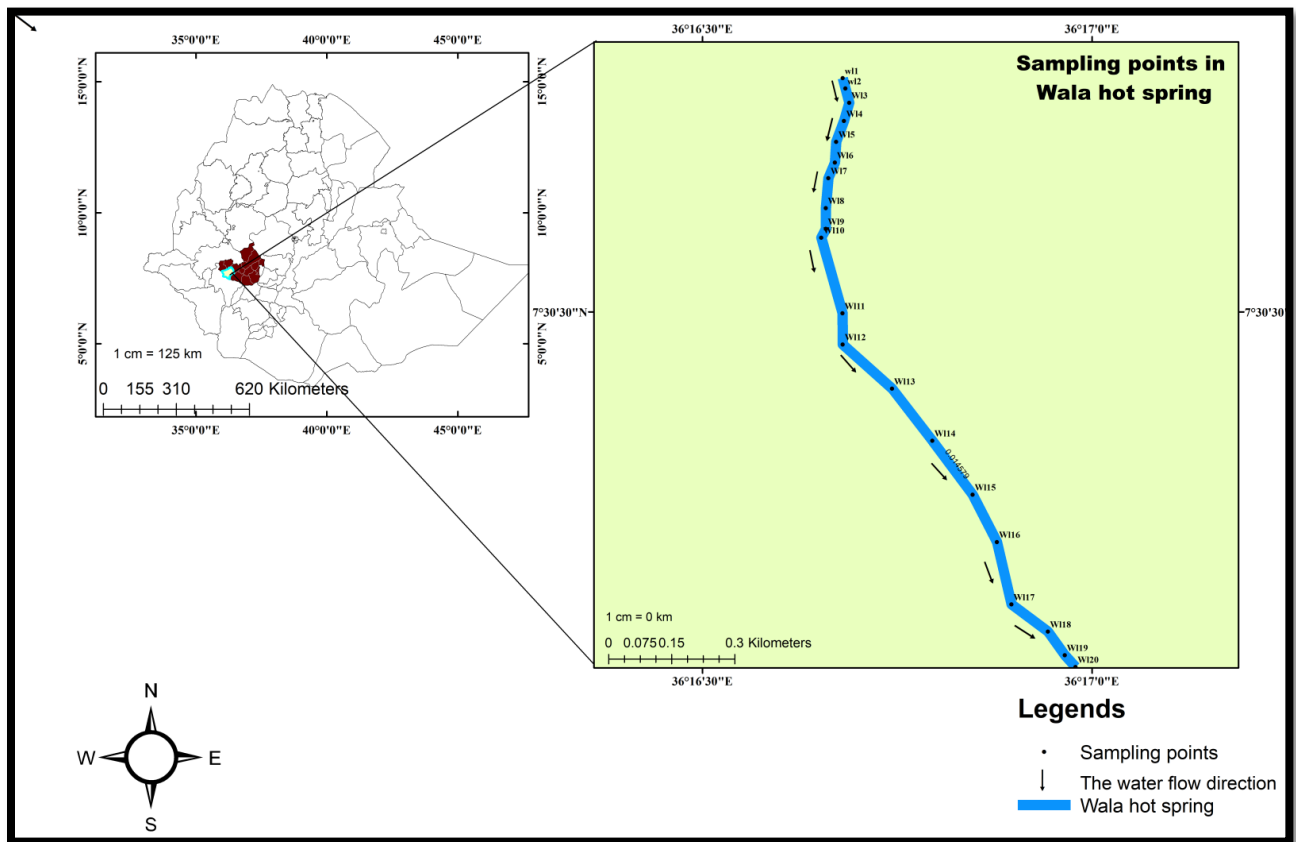 35°0'0"E 40°0'0"E 45°0'0"E
15°0'0"N
10°0'0"N
5°0'0"N
15°0'0"N
10°0'0"N
5°0'0"N
1 cm = 125 km
0 155 310 620 Kilometers
35°0'0"E 40°0'0"E 45°0'0"E
36°16'30"E 36°17'0"E
Sampling points in
Wala hot spring
wl1
wl2
Wl3
Wl4
Wl5
Wl6
Wl7
Wl8
Wl9
Wl10
7°30'30"N
Wl11
7°30'30
Wl12
Wl13
Wl14
0.014579
Wl15
Wl16
Wl17
Wl18
Wl19
Wl20
1 cm = 0 km
0 0.075 0.15 0.3 Kilometers
36°16'30"E 36°17'0"E
N
W E
S
Legends
Sampling points
The water flow direction
Wala hot spring